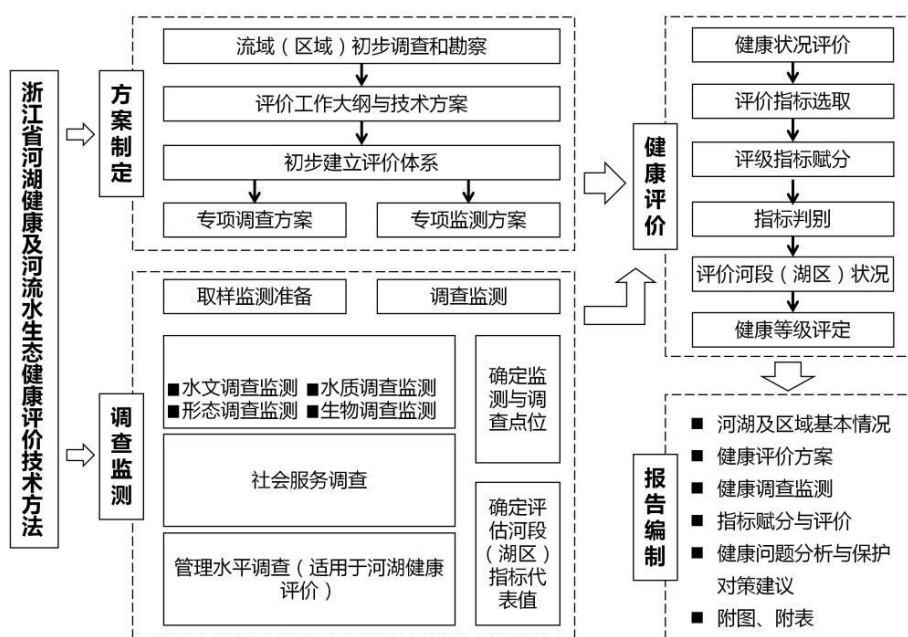 浙江省河湖健康及河流水生态健康评价技术方法
方案制定
流域（区域）初步调查和勘察
评价工作大纲与技术方案
初步建立评价体系
专项调查方案
专项监测方案
调查监测
取样监测准备
调查监测
■水文调查监测 ■水质调查监测
■形态调查监测 ■生物调查监测
社会服务调查
管理水平调查（适用于河湖健康
评价）
确定监
测与调
查点位
确定评
估河段
（湖区）
指标代
表值
健康评价
健康状况评价
评价指标选取
评级指标赋分
指标判别
评价河段（湖区）状况
健康等级评定
报告编制
■ 河湖及区域基本情况
■ 健康评价方案
■ 健康调查监测
■ 指标赋分与评价
■ 健康问题分析与保护
对策建议
■ 附图、附表